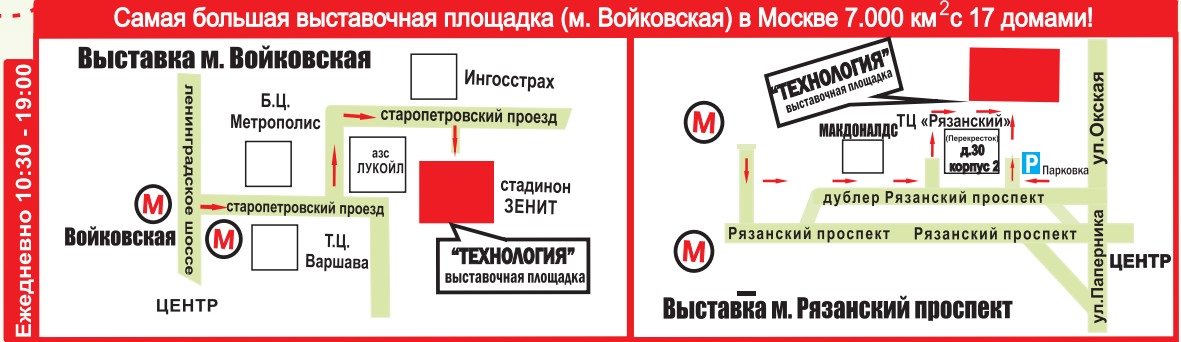 Самая большая выставочная площадка (м. Войковская) в Москве 7.000 км2с 17 домами!
Ежедневно 10:30 - 19:00
Выставка м. Войковская
Ингосстрах
Б.Ц.
Метрополис
старопетровский проезд
ленинградское шоссе
азс
ЛУКОЙЛ
стадинон
ЗЕНИТ
М
старопетровский проезд
Войковская
М
Т.Ц.
Варшава
"ТЕХНОЛОГИЯ"
выставочная площадка
ЦЕНТР
"ТЕХНОЛОГИЯ"
выставочная площадка
ул.Окская
М
МАКДОНАЛДС
ТЦ «Рязанский»
(Перекресток)
д.30
корпус 2
P
Парковка
дублер Рязанский проспект
Рязанский проспект
Рязанский проспект
М
ул.Паперника
ЦЕНТР
Выставка м. Рязанский проспект